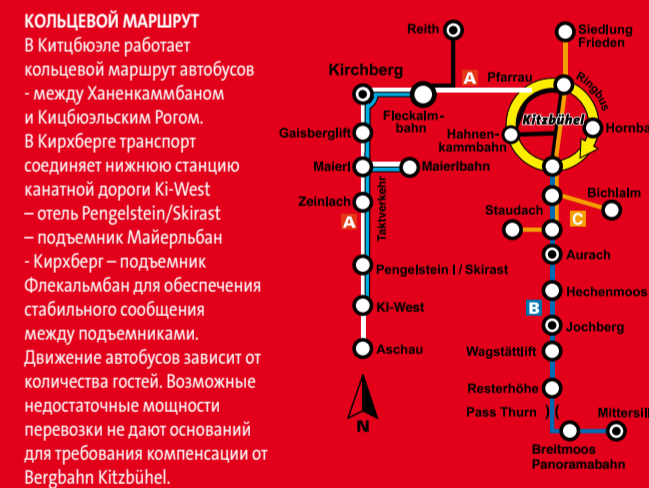 КОЛЬЦЕВОЙ МАРШРУТ
В Китцбюэле работает
кольцевой маршрут автобусов
- между Ханенкаммбаном
и Кицбюэльским Рогом.
В Кирхберге транспорт
соединяет нижнюю станцию
канатной дороги Ki-West
– отель Pengelstein/Skirast
– подъемник Майерльбан
- Кирхберг – подъемник
Флекальмбан для обеспечения
стабильного сообщения
между подъемниками.
Движение автобусов зависит от
количества гостей. Возможные
недостаточные мощности
перевозки не дают оснований
для требования компенсации от
Bergbahn Kitzbühel.
Reith
Siedlung
Frieden
Kirchberg
A
Pfarrau
Ringbus
Fleckalm-
bahn
Kitzbühel
Hornba
Gaisberglift
Hahnen-
kammbahn
Maierl
Maierlbahn
Zeinlach
Taktverkehr
A
Bichlalm
Staudach
C
Aurach
Pengelstein I / Skirast
Hechenmoos
KI-West
B
Jochberg
Aschau
Wagstättlift
Resterhöhe
Pass Thurn
Mittersil
N
Breitmoos
Panoramabahn